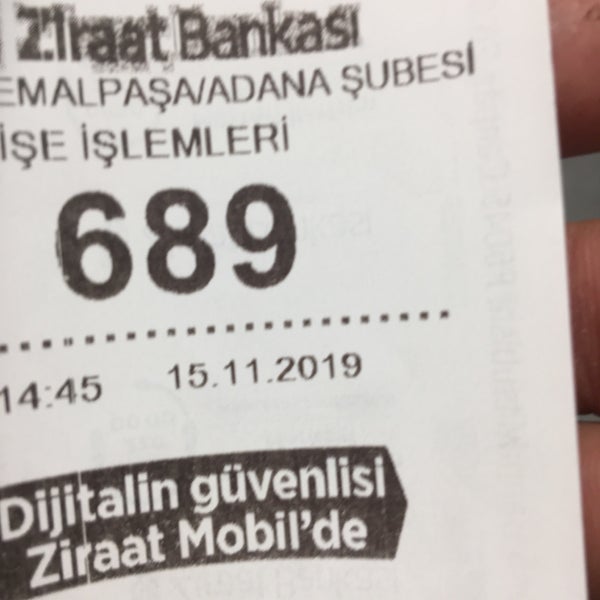 Ziraat Bankası
EMALPAŞA/ADANA ŞUBESİ
İŞE İŞLEMLERİ
689
14:45 15.11.2019
Dijitalin güvenlisi
Ziraat Mobil'de